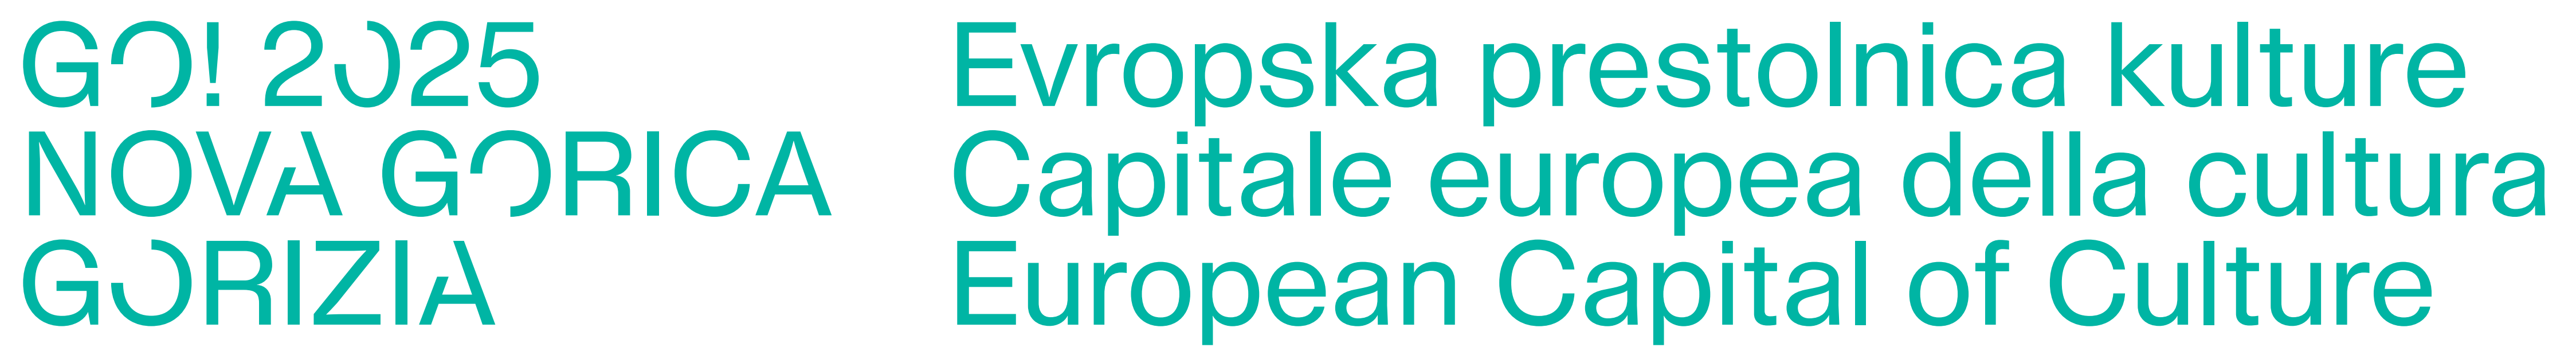 GO! 2025
NOVA GORICA
GORIZIA
Evropska prestolnica kulture
Capitale europea della cultura
European Capital of Culture